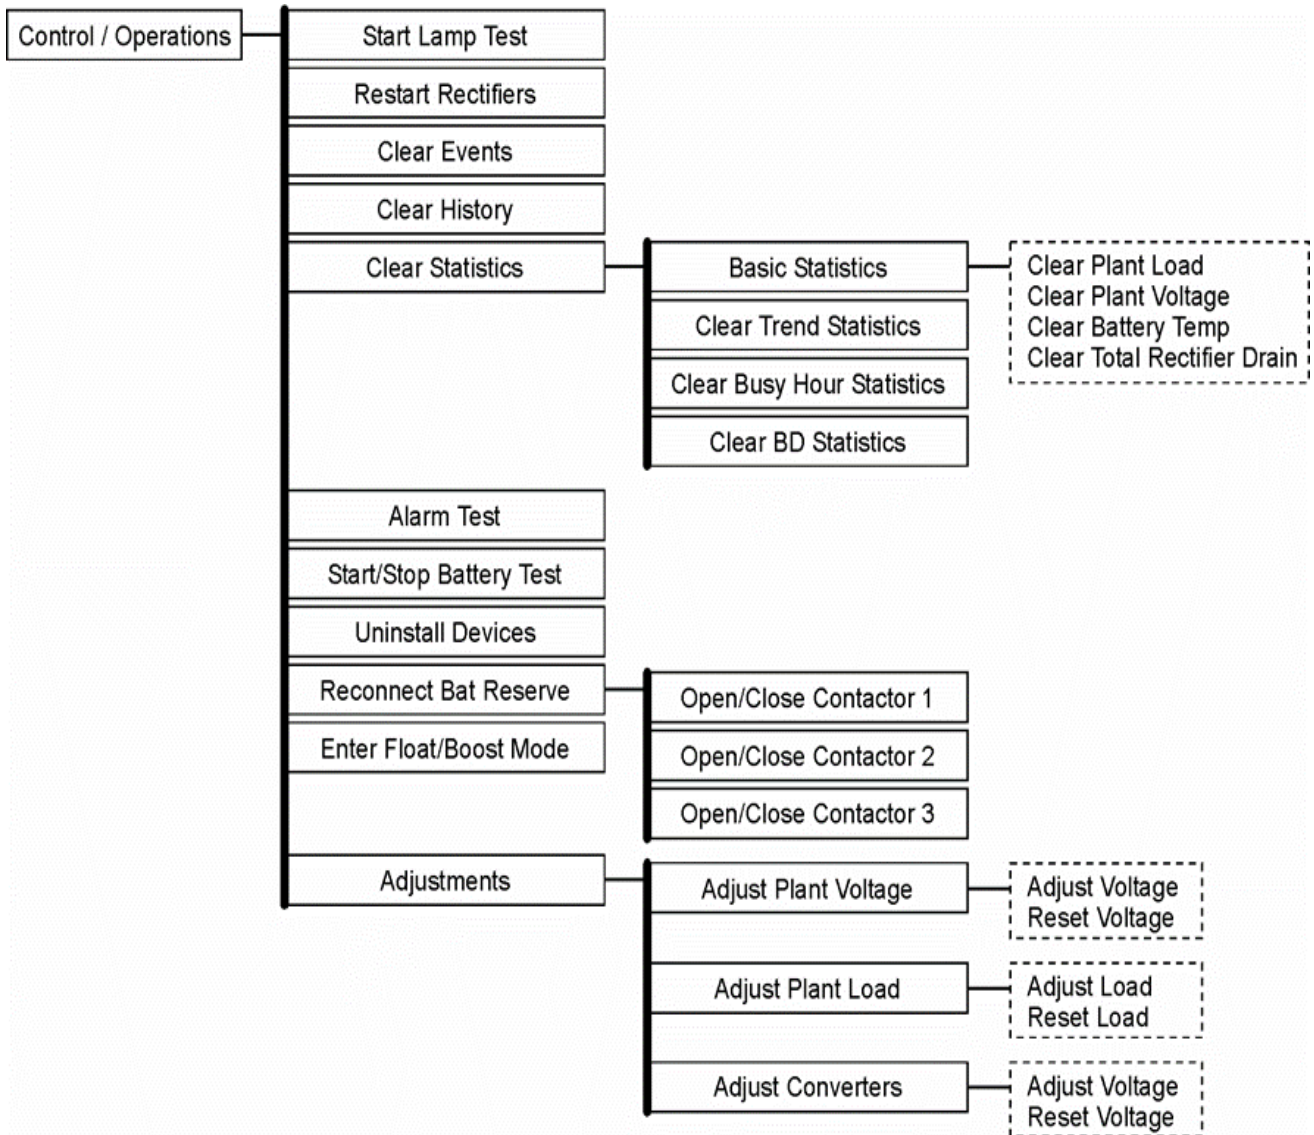 Control / Operations
Start Lamp Test
Restart Rectifiers
Clear Events
Clear History
Clear Statistics
Basic Statistics
Clear Plant Load
Clear Plant Voltage
Clear Battery Temp
Clear Total Rectifier Drain
Clear Trend Statistics
Clear Busy Hour Statistics
Clear BD Statistics
Alarm Test
Start/Stop Battery Test
Uninstall Devices
Reconnect Bat Reserve
Open/Close Contactor 1
Open/Close Contactor 2
Open/Close Contactor 3
Enter Float/Boost Mode
Adjustments
Adjust Plant Voltage
Adjust Voltage
Reset Voltage
Adjust Plant Load
Adjust Load
Reset Load
Adjust Converters
Adjust Voltage
Reset Voltage